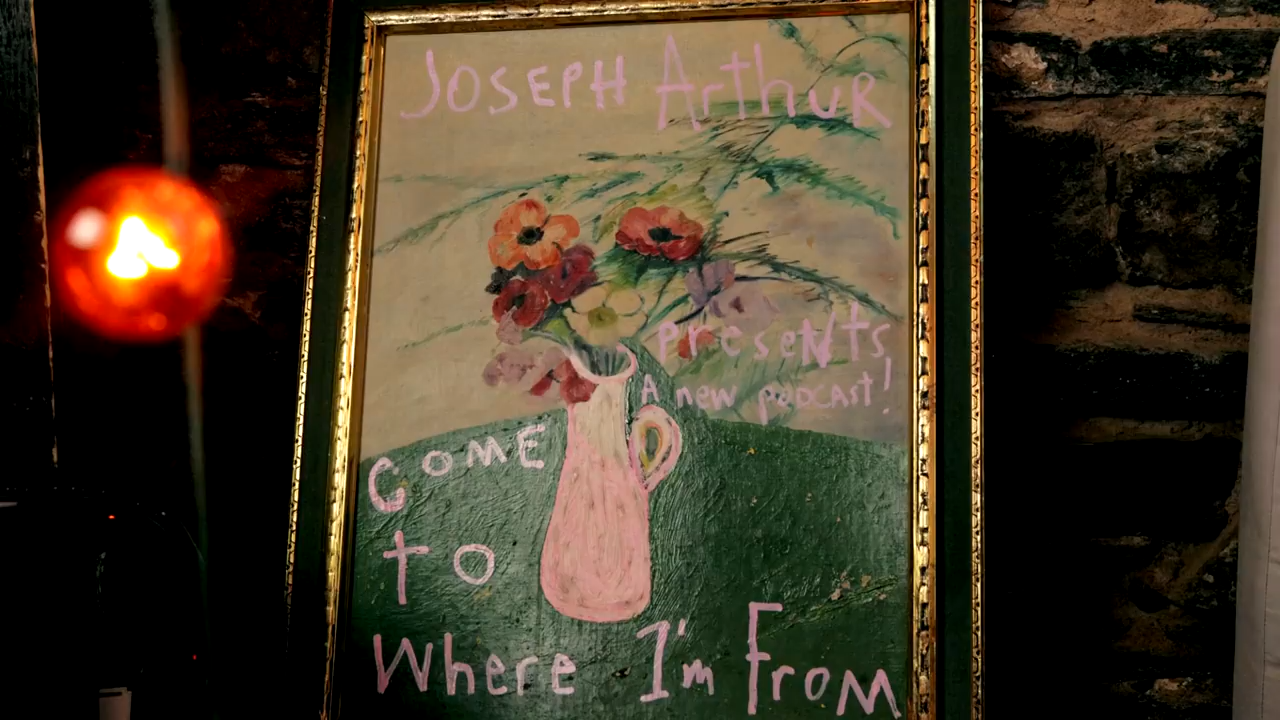 JOSEPH ArthuR
preseNts
A new podcast!
COME
to
Where I'm From